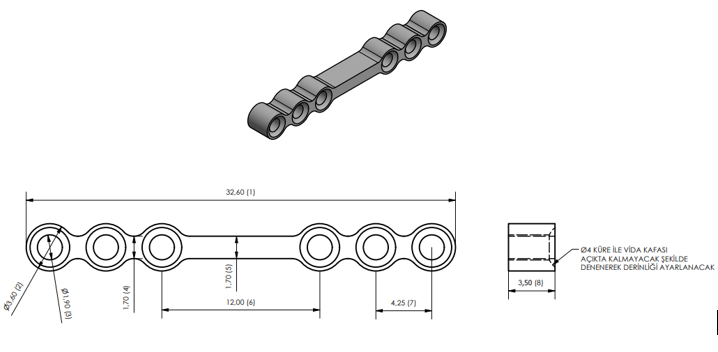 32,60 (1)
Ø4 KÜRE İLE VİDA KAFASI
AÇIKTA KALMAYACAK ŞEKİLDE
DENENEREK DERİNLİĞİ AYARLANACAK
Ø3,60 (2)
Ø1,90 (3)
1,70 (4)
1,70 (5)
12,00 (6)
4,25 (7)
3,50 (8)